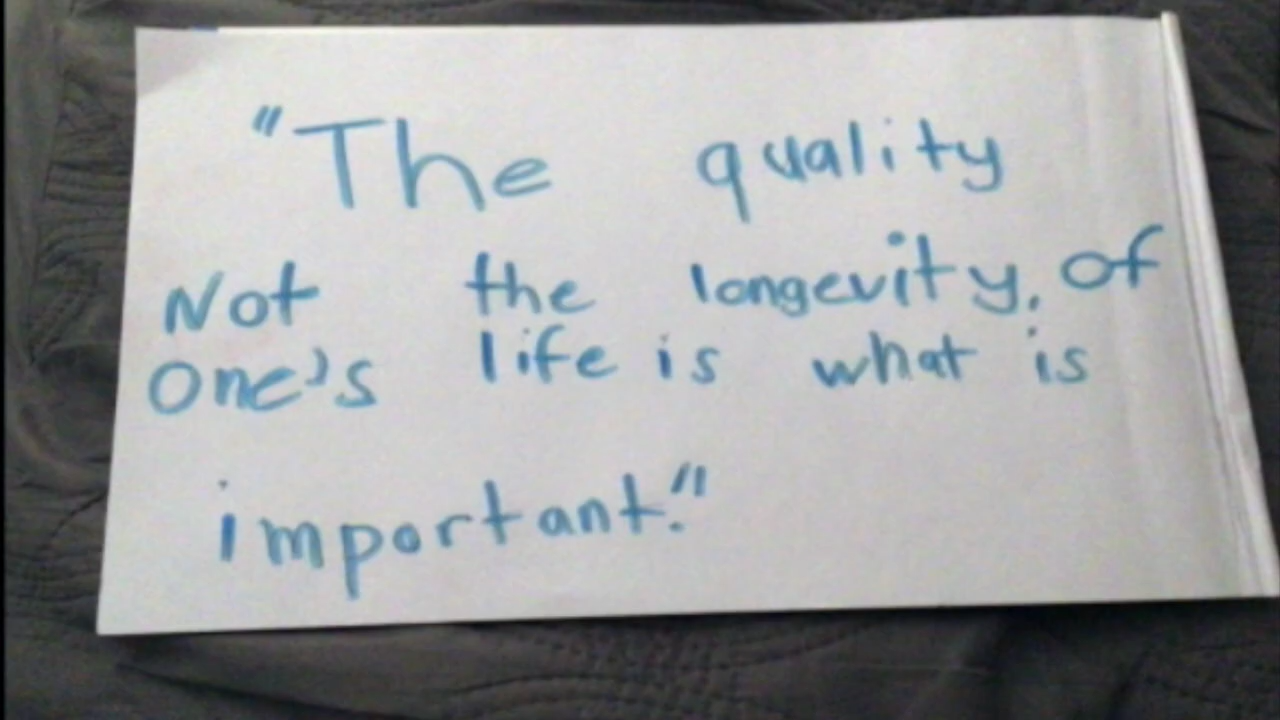 "The quality
Not the longevity, of
One's life is what is
important."